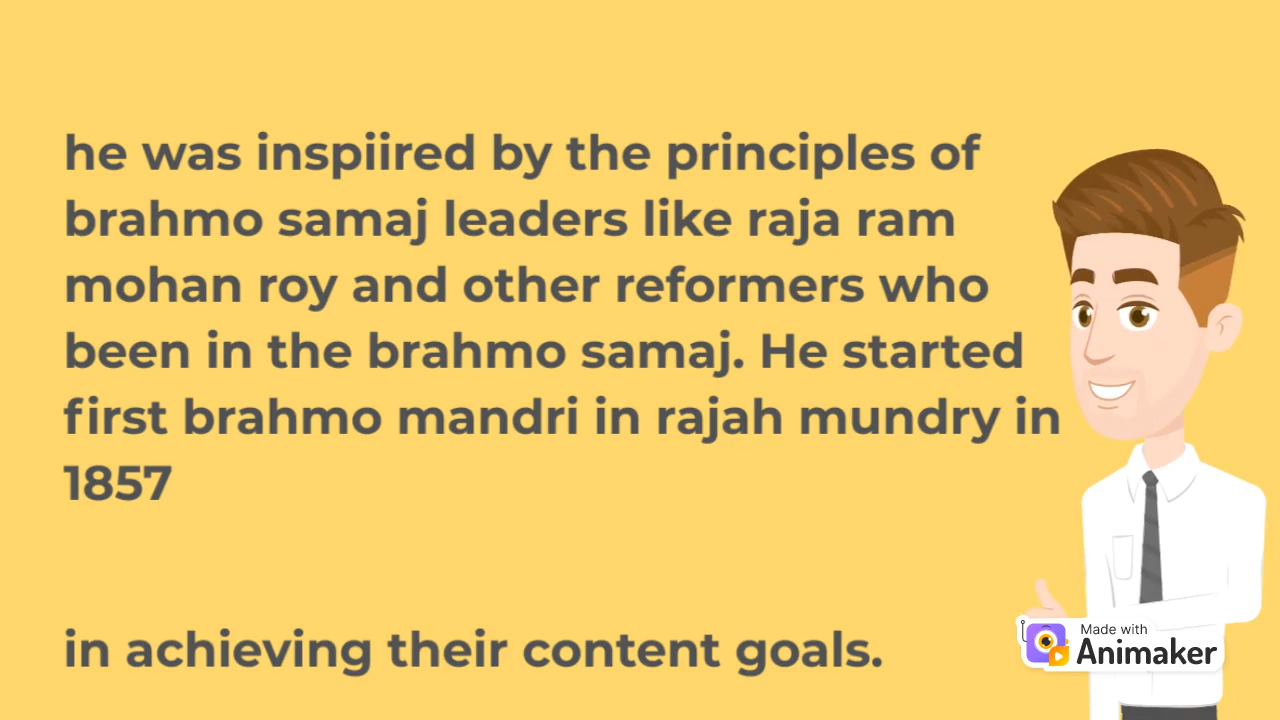 he was inspiired by the principles of
brahmo samaj leaders like raja ram
mohan roy and other reformers who
been in the brahmo samaj. He started
first brahmo mandri in rajah mundry in
1857
in achieving their content goals.
Made with
Animaker